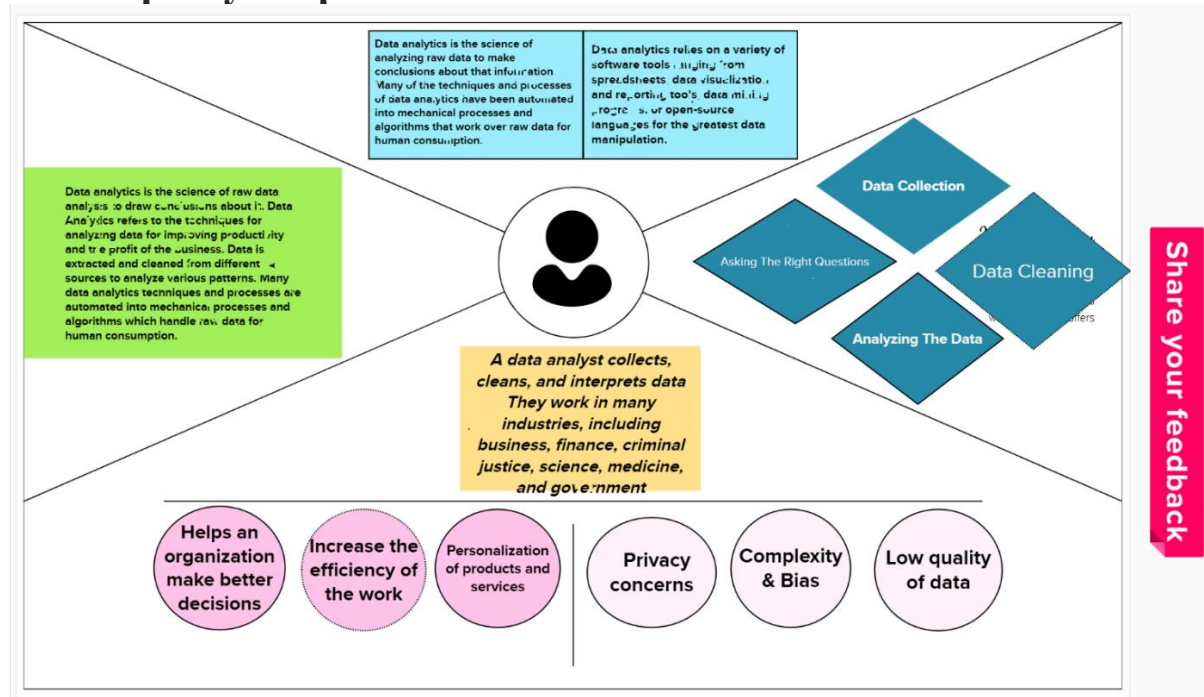 Data analytics is the science of
analyzing raw data to make
conclusions about that information
Many of the techniques and processes
of data analytics have been automated
into mechanical processes and
algorithms that work over raw data for
human consumption.
Data analytics relies on a variety of
software tools ranging from
spreadsheets, data visualization,
and reporting tools, data mining
or open-source
languages for the greatest data
manipulation.
Data analytics is the science of raw data
analysis to draw conclusions about it. Data
Analytics refers to the techniques for
analyzing data for improving productivity
and the profit of the business. Data is
extracted and cleaned from different
sources to analyze various patterns. Many
data analytics techniques and processes are
automated into mechanical processes and
algorithms which handle raw data for
human consumption.
Data Collection
Asking The Right Questions
Data Cleaning
Analyzing The Data
A data analyst collects,
cleans, and interprets data
They work in many
industries, including
business, finance, criminal
justice, science, medicine,
and government
Helps an
organization
make better
decisions
Increase the
efficiency of
the work
Personalization
of products and
services
Privacy
concerns
Complexity
& Bias
Low quality
of data
Share your feedback